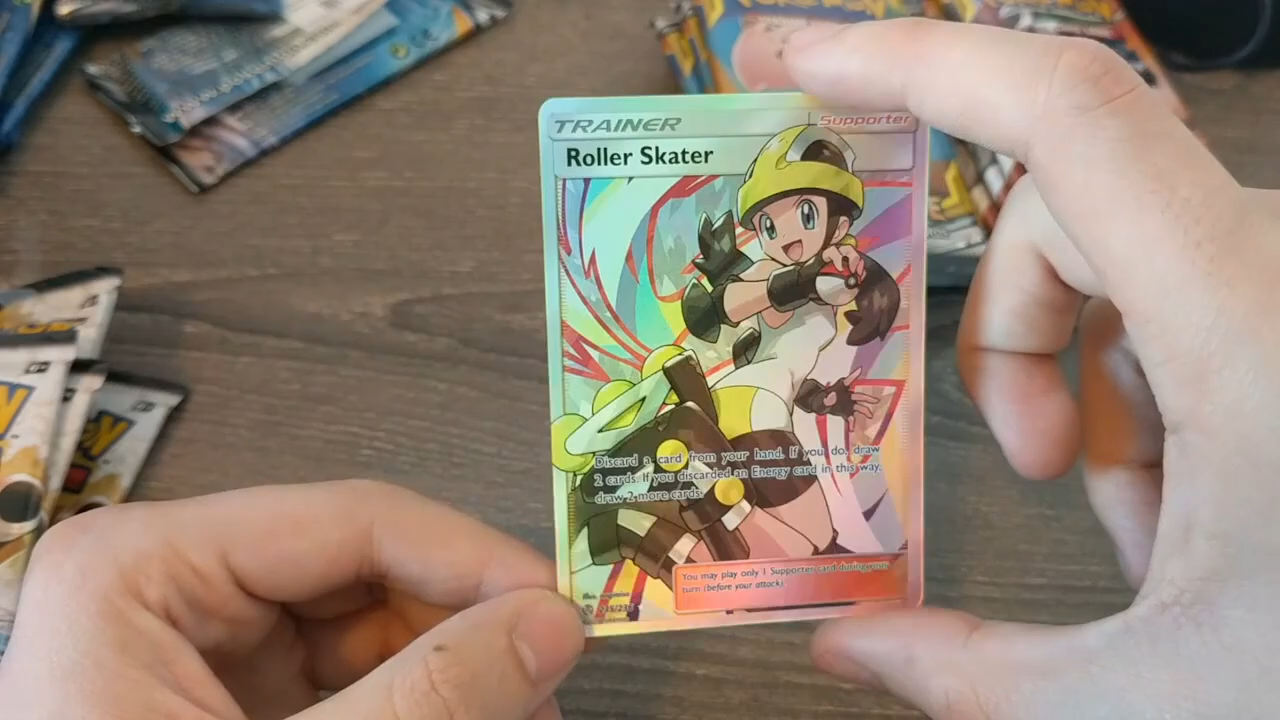 TRAINER
Supporter
Roller Skater
Discard a card from your hand. If you do, draw
2 cards. If you discarded an Energy card in this way,
draw 2 more cards.
You may play only 1 Supporter card during your
turn (before your attack).